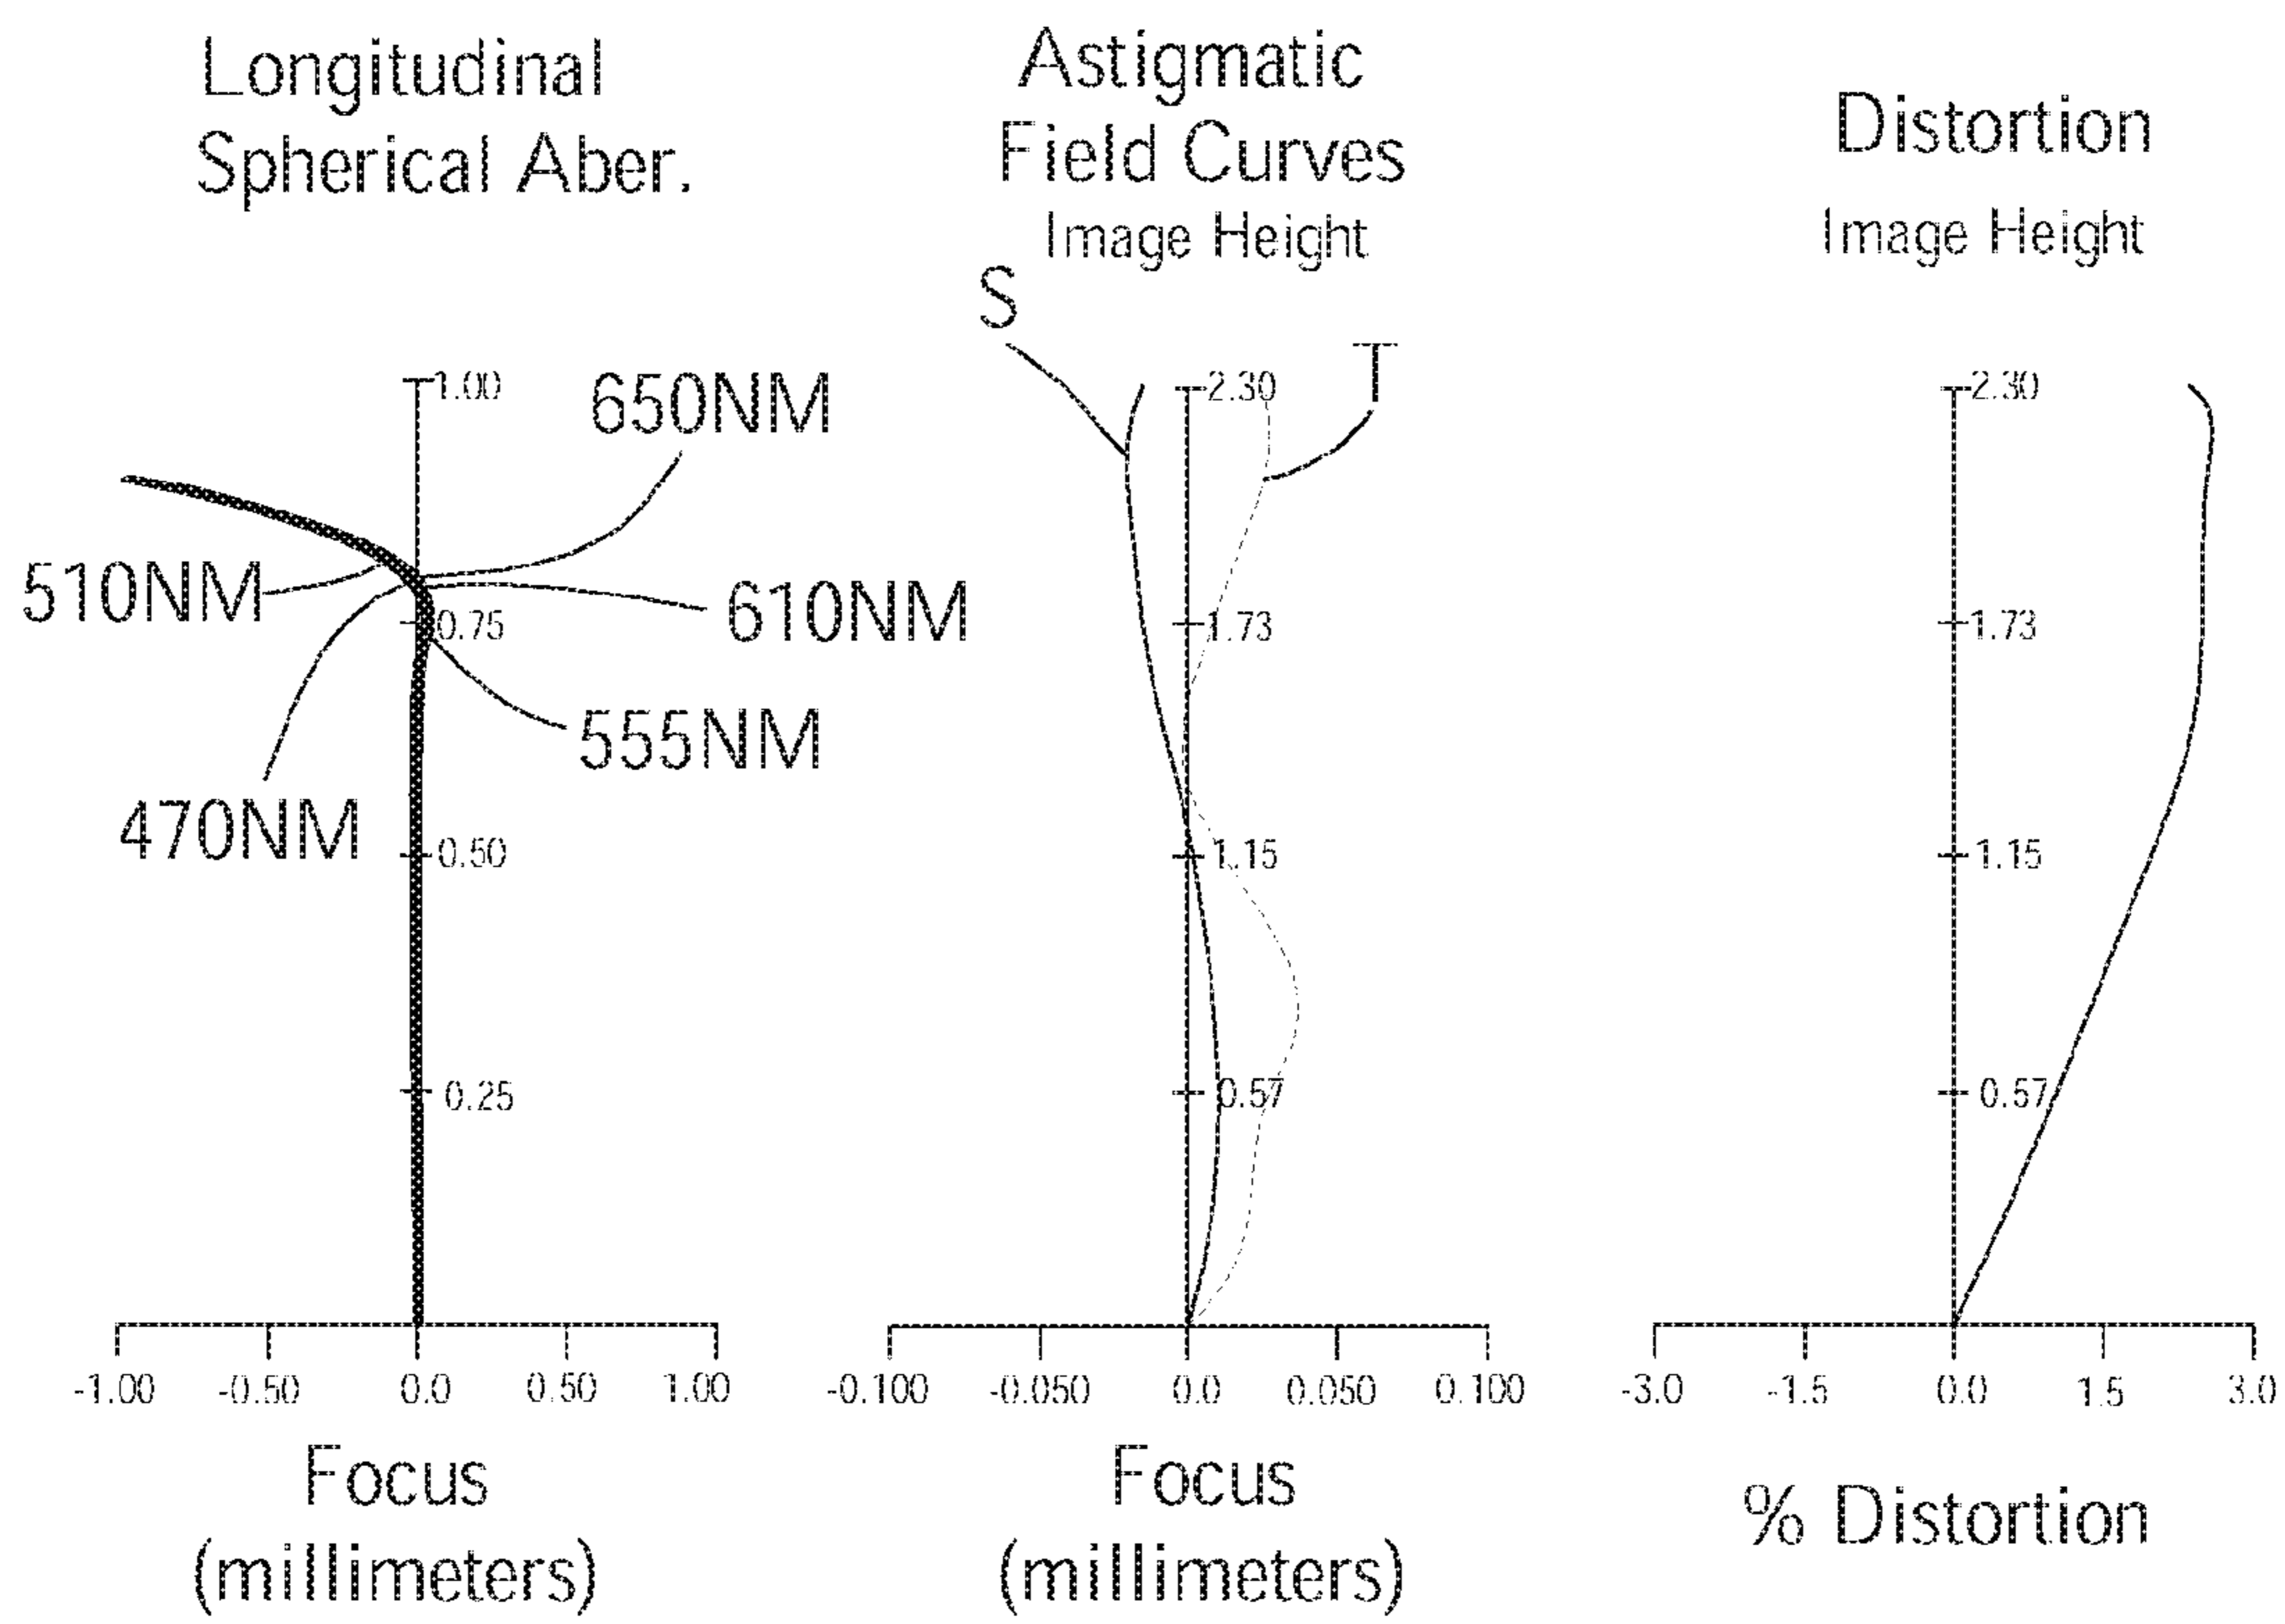 Longitudinal
Spherical Aber.
1.00
650NM
510NM
610NM
0.75
555NM
470NM
0.50
0.25
-1.00 -0.50 0.0 0.50 1.00
Focus
(millimeters)
Astigmatic
Field Curves
Image Height
S
T
2.30
1.73
1.15
0.57
-0.100 -0.050 0.0 0.050 0.100
Focus
(millimeters)
Distortion
Image Height
2.30
1.73
1.15
0.57
-3.0 -1.5 0.0 1.5 3.0
% Distortion